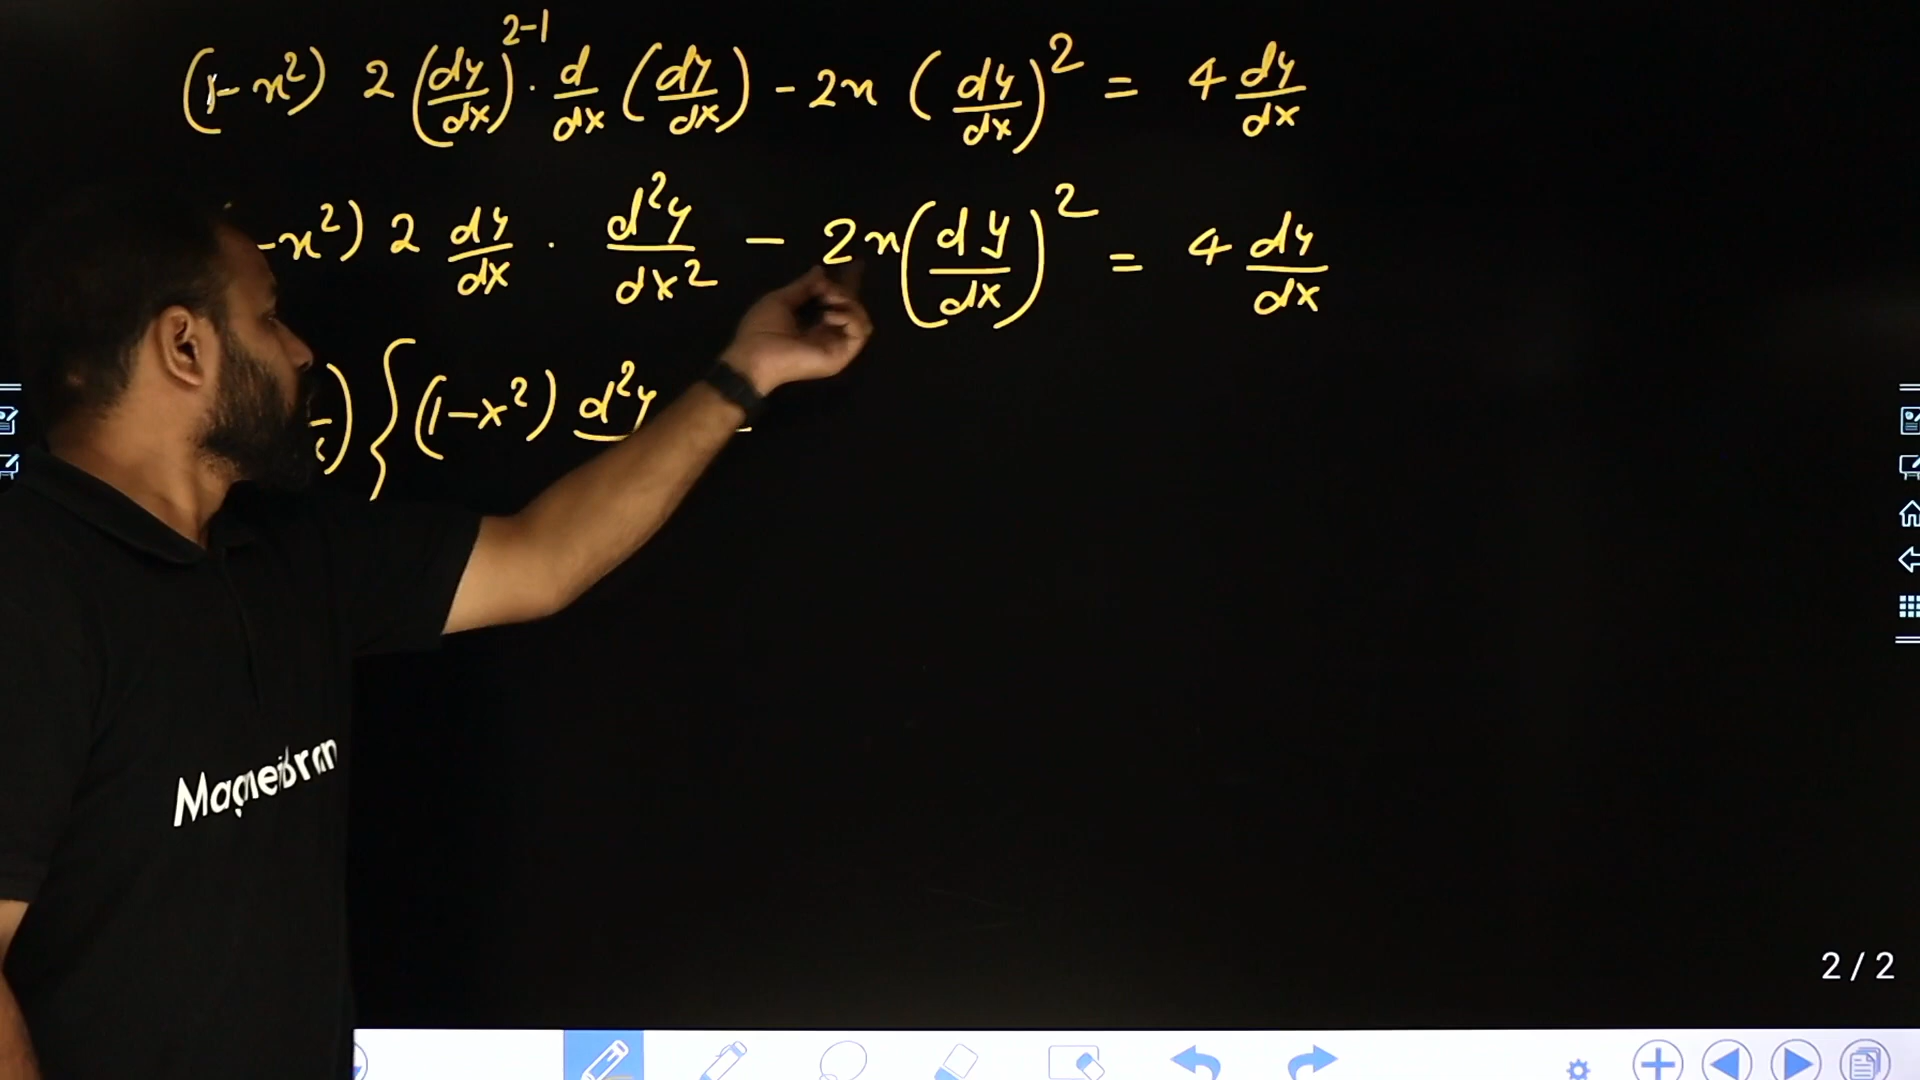 (1-x²) 2 (dy/dx)²⁻¹ · d/dx (dy/dx) - 2x (dy/dx)² = 4 dy/dx
-x²) 2 dy/dx · d²y/dx² - 2x (dy/dx)² = 4 dy/dx
) { (1-x²) d²y -
2 / 2